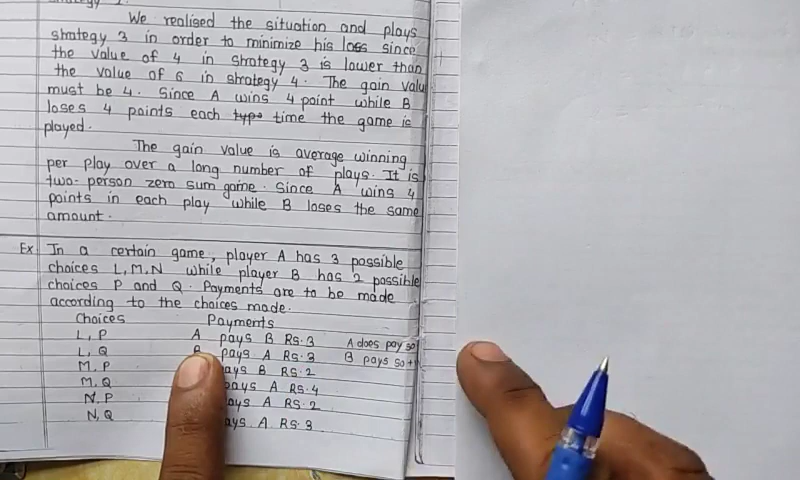 We realised the situation and plays
strategy 3 in order to minimize his loss since
the value of 4 in strategy 3 is lower than
the value of 6 in strategy 4. The gain valu
must be 4. Since A wins 4 point while B
loses 4 points each time the game is
played.
The gain value is average winning
per play over a long number of plays. It is
two-person zero sum game. Since A wins 4
points in each play while B loses the same
amount.
Ex. In a certain game, player A has 3 possible
choices L, M, N while player B has 2 possible
choices P and Q. Payments are to be made
according to the choices made.
Choices Payments
L, P A pays B RS. 3 A does pay so
L, Q B pays A RS. 3 B pays so +
M, P ays B RS. 2
M, Q pays A RS. 4
N, P ays A RS. 2
N, Q ays A RS. 3